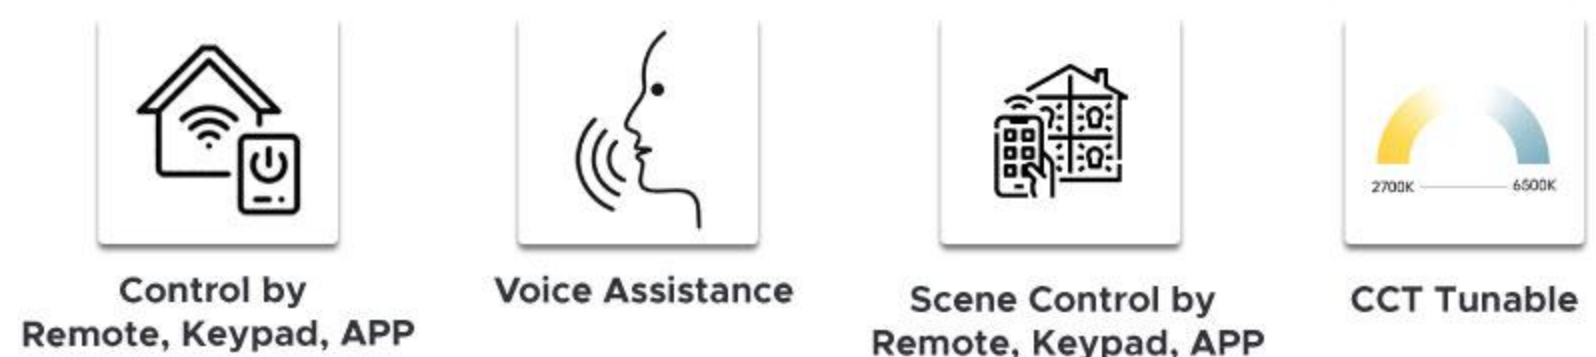 2700K
6500K
Control by
Remote, Keypad, APP
Voice Assistance
Scene Control by
Remote, Keypad, APP
CCT Tunable